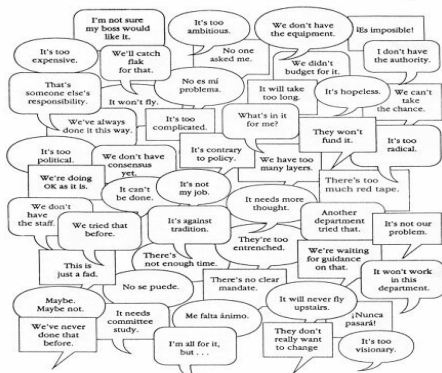 I'm not sure
my boss would
like it.
It's too
ambitious.
We don't have
the equipment.
¡Es imposible!
It's too
expensive.
We'll catch
flak
for that.
No one
asked me.
We didn't
budget for it.
I don't have
the authority.
That's
someone else's
responsibility.
It won't fly.
No es mí
problema.
It will take
too long.
It's hopeless.
We can't
take
the chance.
We've always
done it this way.
It's too
complicated.
What's in it
for me?
They won't
fund it.
It's too
radical.
It's too
political.
We don't have
consensus
yet.
It's contrary
to policy.
We have too
many layers.
There's too
much red tape.
We're doing
OK as it is.
It can't
be done.
It's not
my job.
It needs more
thought.
Another
department
tried that.
It's not our
problem.
We don't
have
the staff.
We tried that
before.
It's against
tradition.
They're too
entrenched.
We're waiting
for guidance
on that.
It won't work
in this
department.
This is
just a fad.
There's
not enough time.
No se puede.
There's no clear
mandate.
It will never fly
upstairs.
¡Nunca
pasará!
Maybe.
Maybe not.
It needs
committee
study.
Me falta ánimo.
We've never
done that
before.
I'm all for it,
but . . .
They don't
really want
to change
It's too
visionary.